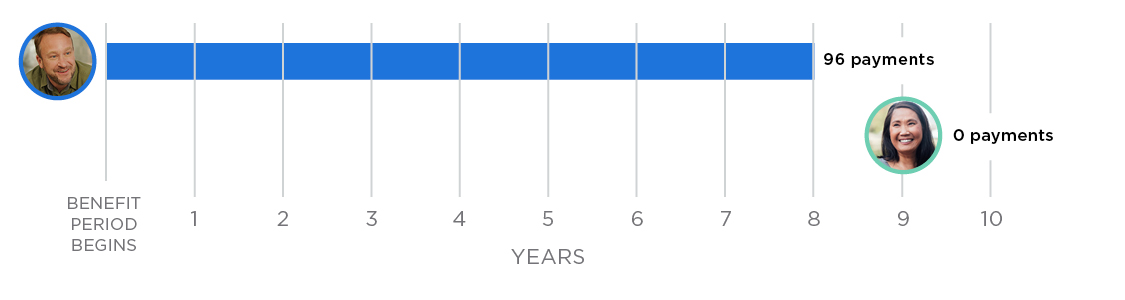 96 payments
0 payments
BENEFIT
PERIOD
BEGINS
1 2 3 4 5 6 7 8 9 10
YEARS